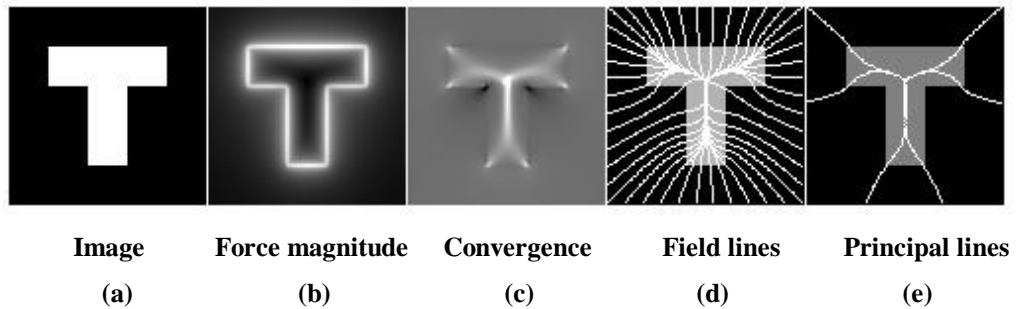 Image Force magnitude Convergence Field lines Principal lines
(a) (b) (c) (d) (e)